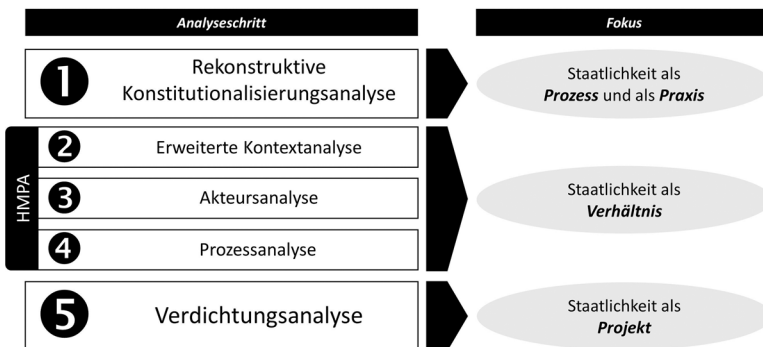 Analyseschritt
Fokus
1
Rekonstruktive
Konstitutionalisierungsanalyse
Staatlichkeit als
Prozess und als Praxis
HMPA
2
Erweiterte Kontextanalyse
3
Akteursanalyse
4
Prozessanalyse
Staatlichkeit als
Verhältnis
5
Verdichtungsanalyse
Staatlichkeit als
Projekt